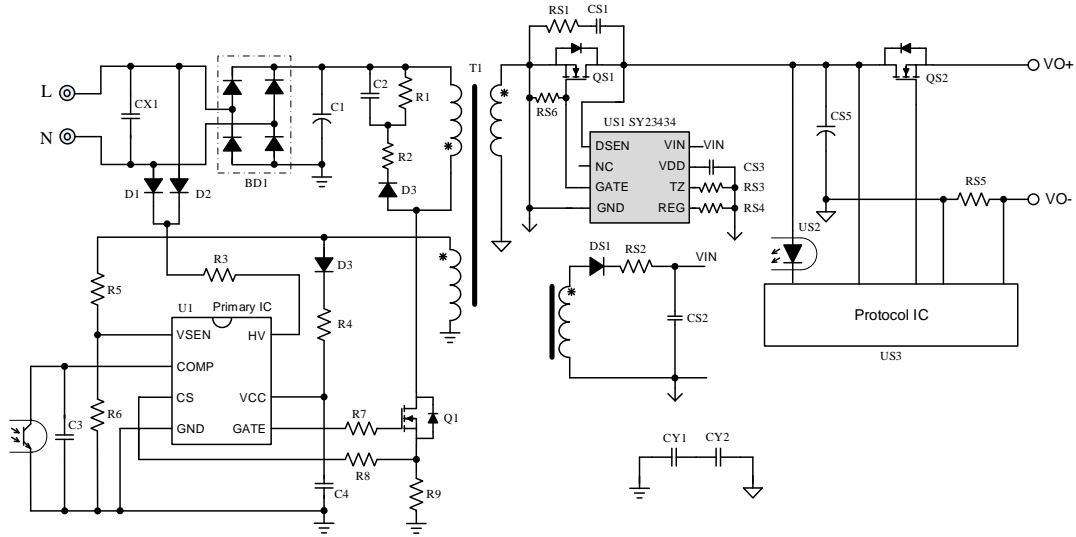 RS1 CS1
L
N
CX1
BD1
C1
C2
R1
R2
D3
T1
*
*
QS1
RS6
US1 SY23434
DSEN
NC
GATE
GND
VIN
VDD
TZ
REG
VIN
CS3
RS3
RS4
QS2
VO+
CS5
RS5
VO-
US2
Protocol IC
US3
D1 D2
R3
*
D3
R4
R5
R6
U1 Primary IC
VSEN
COMP
CS
GND
HV
VCC
GATE
C3
R7
R8
Q1
R9
C4
DS1 RS2
VIN
*
CS2
CY1 CY2